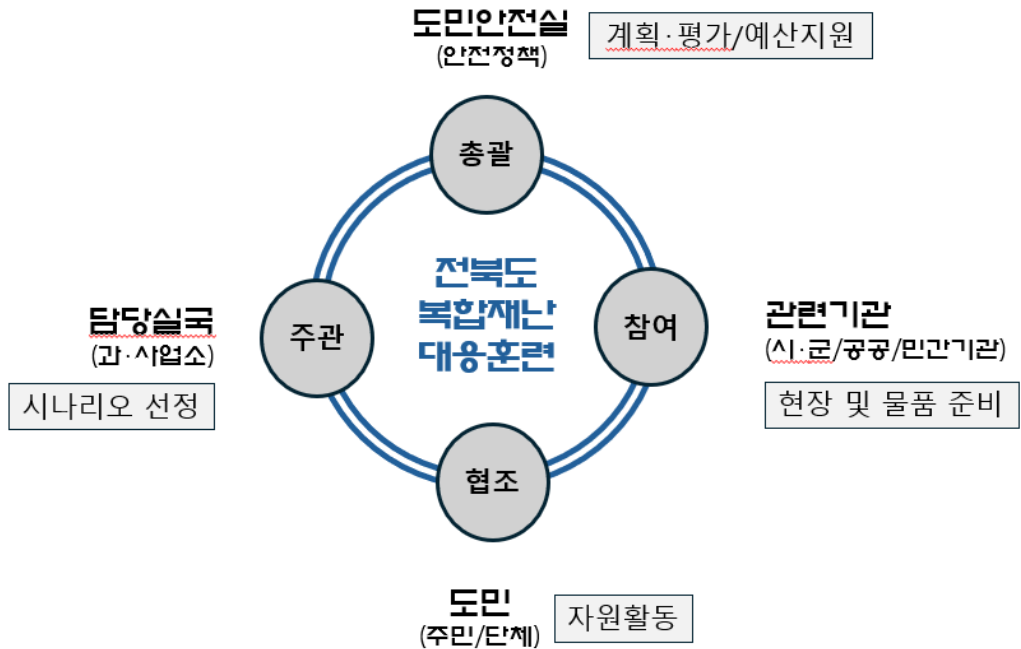 도민안전실
(안전정책)
계획·평가/예산지원
총괄
전북도
복합재난
대응훈련
주관
참여
담당실국
(과·사업소)
시나리오 선정
관련기관
(시·군/공공/민간기관)
현장 및 물품 준비
협조
도민
(주민/단체)
자원활동